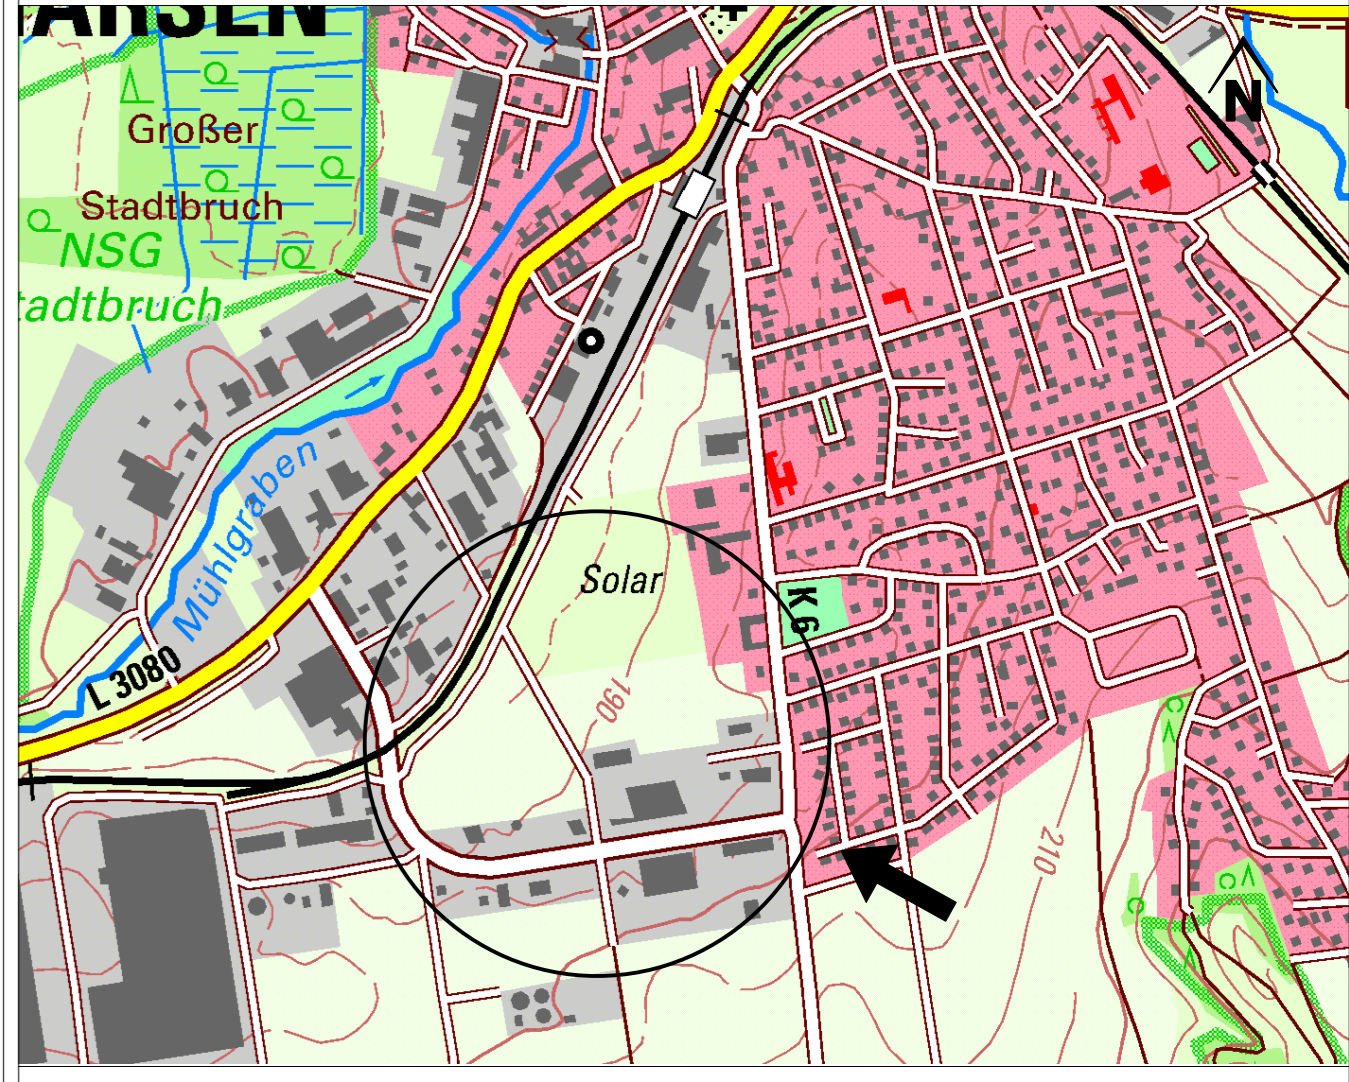 ARSEN
N
Großer
Stadtbruch
NSG
tadtbruch
Mühlgraben
L 3080
Solar
K 6
190
210